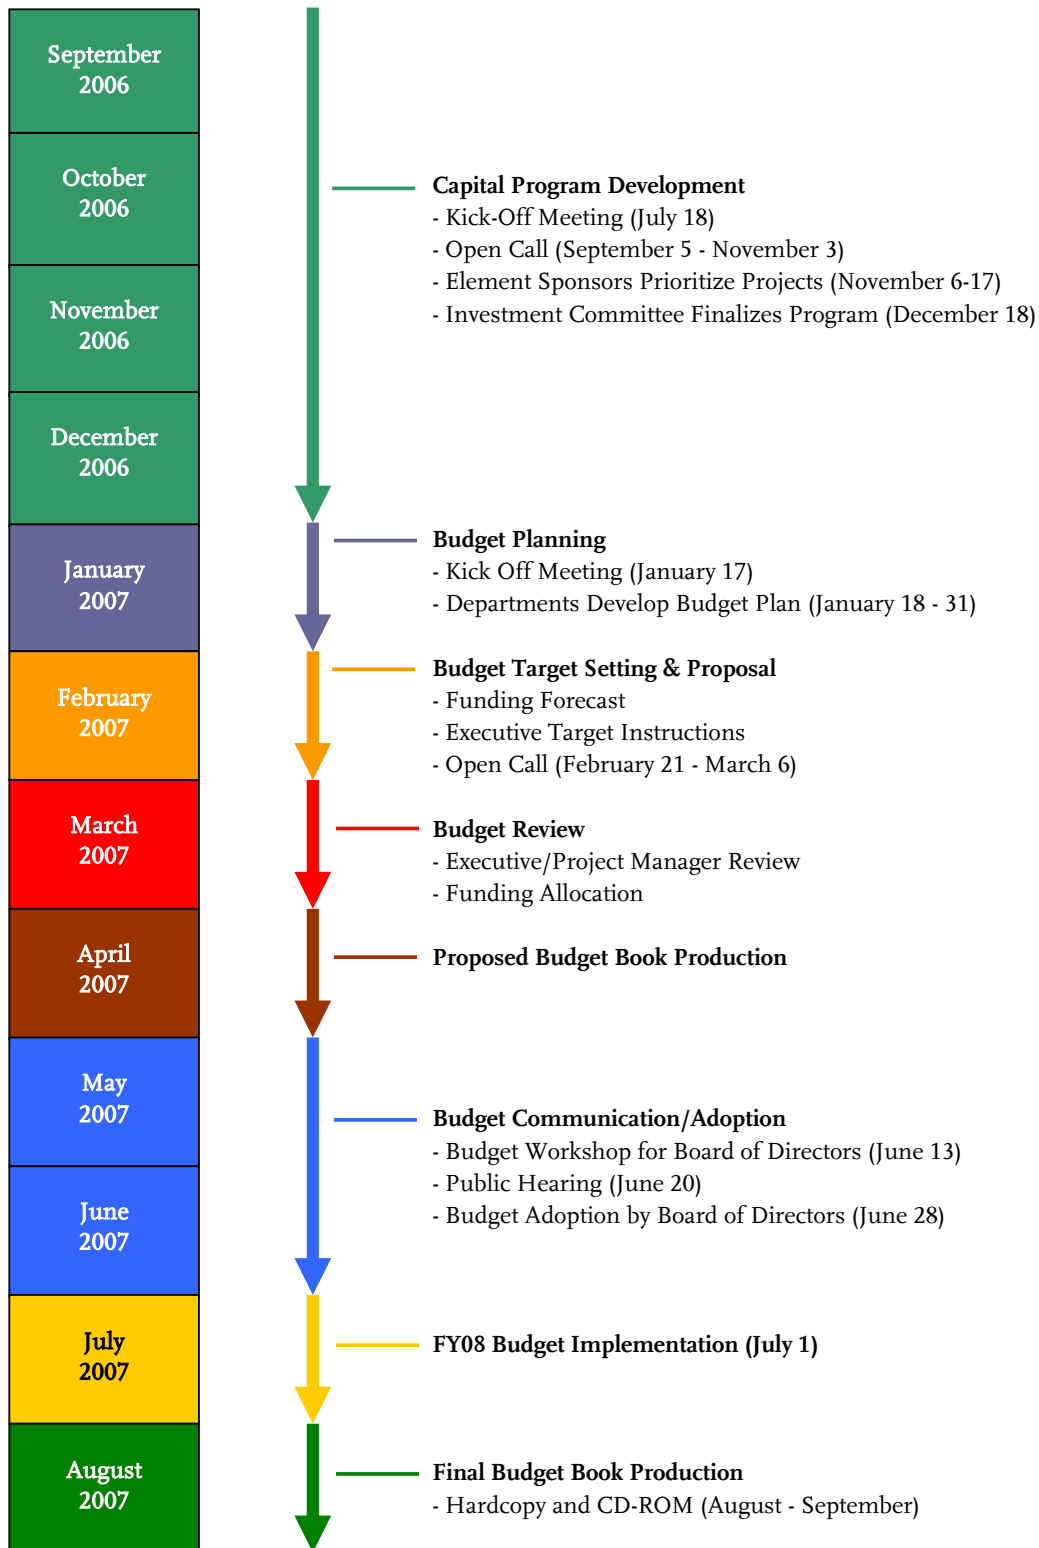 September
2006
October
2006
Capital Program Development
- Kick-Off Meeting (July 18)
- Open Call (September 5 - November 3)
- Element Sponsors Prioritize Projects (November 6-17)
- Investment Committee Finalizes Program (December 18)
November
2006
December
2006
January
2007
Budget Planning
- Kick Off Meeting (January 17)
- Departments Develop Budget Plan (January 18 - 31)
February
2007
Budget Target Setting & Proposal
- Funding Forecast
- Executive Target Instructions
- Open Call (February 21 - March 6)
March
2007
Budget Review
- Executive/Project Manager Review
- Funding Allocation
April
2007
Proposed Budget Book Production
May
2007
Budget Communication/Adoption
- Budget Workshop for Board of Directors (June 13)
- Public Hearing (June 20)
- Budget Adoption by Board of Directors (June 28)
June
2007
July
2007
FY08 Budget Implementation (July 1)
August
2007
Final Budget Book Production
- Hardcopy and CD-ROM (August - September)